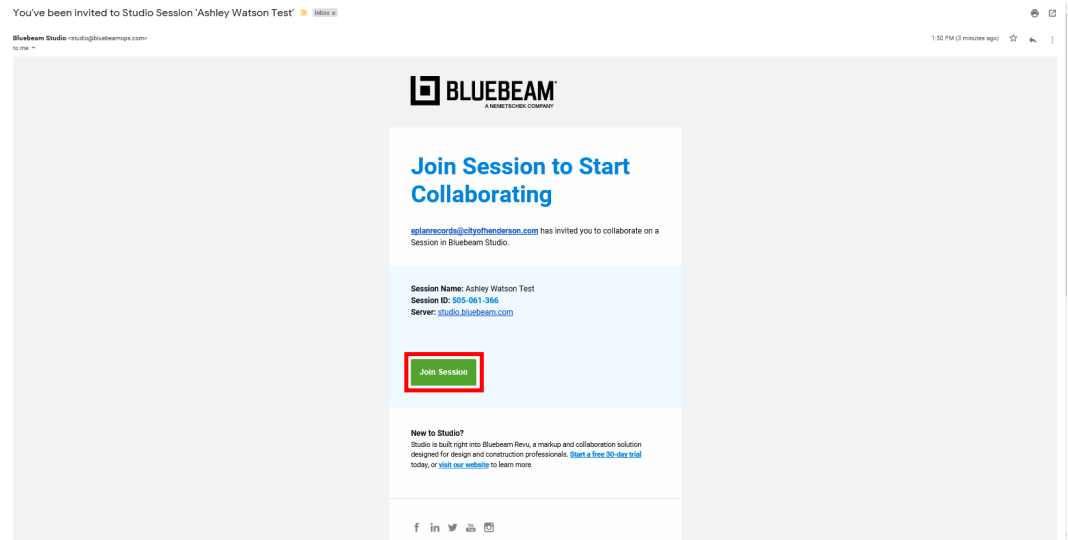 You've been invited to Studio Session 'Ashley Watson Test' Inbox x
Bluebeam Studio <studio@bluebeamops.com>
1:50 PM (3 minutes ago)
to me
BLUEBEAM
A NEMETSCHEK COMPANY
Join Session to Start
Collaborating
eplanrecords@cityofhenderson.com has invited you to collaborate on a
Session in Bluebeam Studio.
Session Name: Ashley Watson Test
Session ID: 505-061-366
Server: studio.bluebeam.com
Join Session
New to Studio?
Studio is built right into Bluebeam Revu, a markup and collaboration solution
designed for design and construction professionals. Start a free 30-day trial
today, or visit our website to learn more.